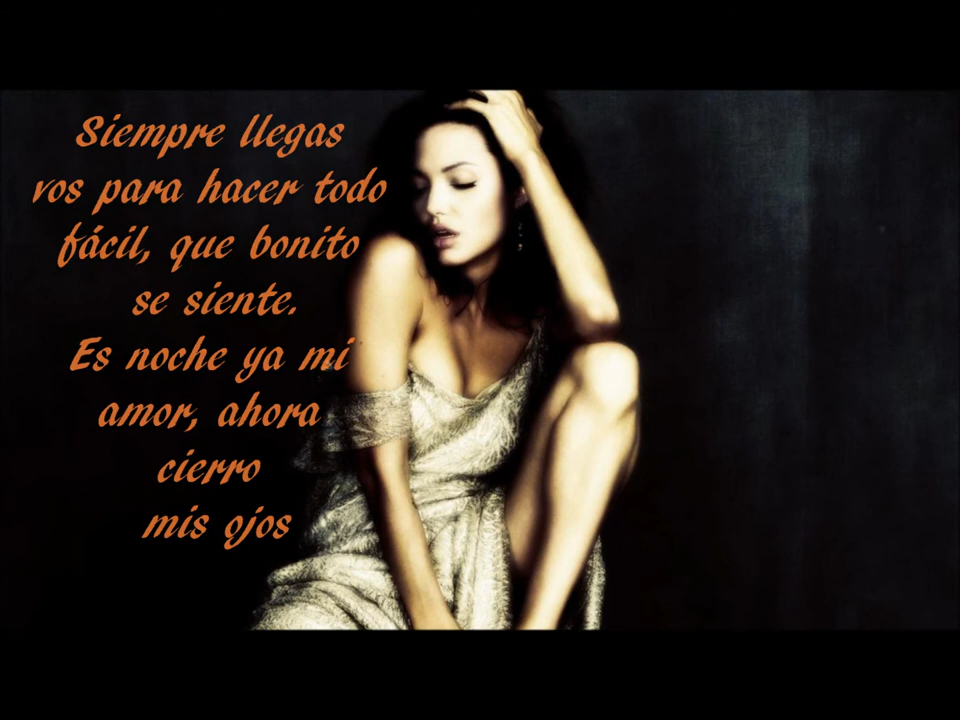 Siempre llegas
vos para hacer todo
fácil, que bonito
se siente.
Es noche ya mi
amor, ahora
cierro
mis ojos